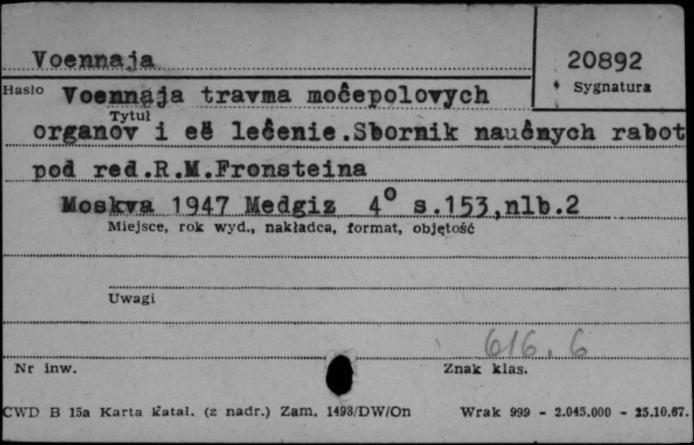 Voennaja
20892
Hasło
Sygnatura
Voennaja travma močepolovych
Tytuł
organov i eë lečenie.Sbornik naučnych rabot
pod red.R.M.Fronsteina
Moskva 1947 Medgiz 4° s.153,nlb.2
Miejsce, rok wyd., nakładca, format, objętość
Uwagi
616.6
Nr inw.
Znak klas.
CWD B 15a Karta katal. (z nadr.) Zam. 1498/DW/On Wrak 999 - 2.045.000 - 25.10.67.